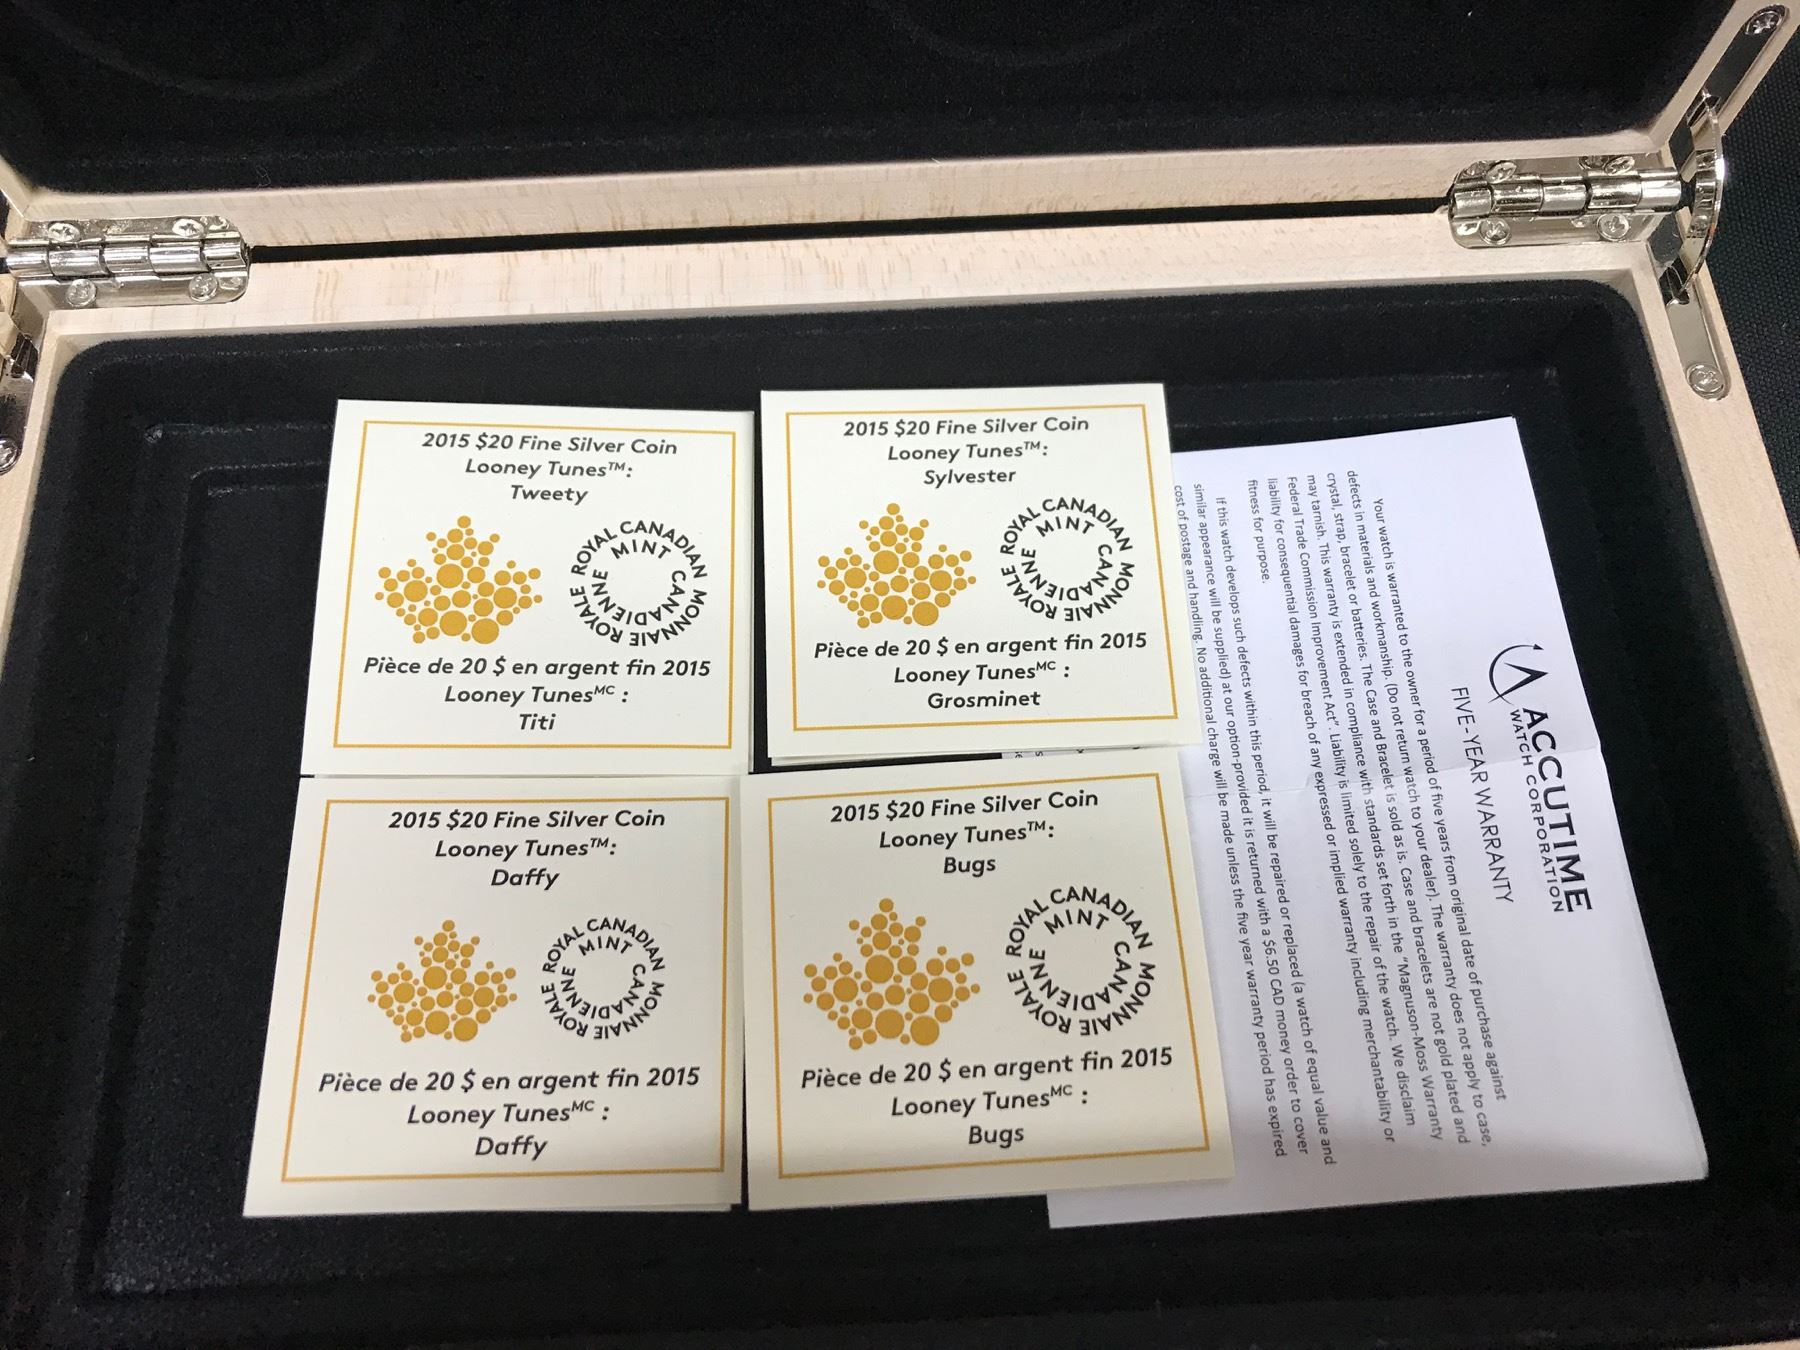 2015 $20 Fine Silver Coin
Looney Tunes™:
Tweety
ROYAL CANADIAN MINT
MONNAIE ROYALE CANADIENNE
Pièce de 20 $ en argent fin 2015
Looney Tunes MC :
Titi
2015 $20 Fine Silver Coin
Looney Tunes™:
Sylvester
ROYAL CANADIAN MINT
MONNAIE ROYALE CANADIENNE
Pièce de 20 $ en argent fin 2015
Looney Tunes MC :
Grosminet
2015 $20 Fine Silver Coin
Looney Tunes™:
Daffy
ROYAL CANADIAN MINT
MONNAIE ROYALE CANADIENNE
Pièce de 20 $ en argent fin 2015
Looney Tunes MC :
Daffy
2015 $20 Fine Silver Coin
Looney Tunes™:
Bugs
ROYAL CANADIAN MINT
MONNAIE ROYALE CANADIENNE
Pièce de 20 $ en argent fin 2015
Looney Tunes MC :
Bugs
ACCUTIME
WATCH CORPORATION
FIVE-YEAR WARRANTY
Your watch is warranted to the owner for a period of five years from original date of purchase against
defects in materials and workmanship. (Do not return watch to your dealer). The warranty does not apply to case,
crystal, strap, bracelet or batteries. The Case and Bracelet is sold as is. Case and bracelets are not gold plated and
may tarnish. This warranty is extended in compliance with standards set forth in the "Magnuson-Moss Warranty
Federal Trade Commission Improvement Act". Liability is limited solely to the repair of the watch. We disclaim
liability for consequential damages for breach of any expressed or implied warranty including merchantability or
fitness for purpose.
If this watch develops such defects within this period, it will be repaired or replaced (a watch of equal value and
similar appearance will be supplied) at our option-provided it is returned with a $6.50 CAD money order to cover
cost of postage and handling. No additional charge will be made unless the five year warranty period has expired